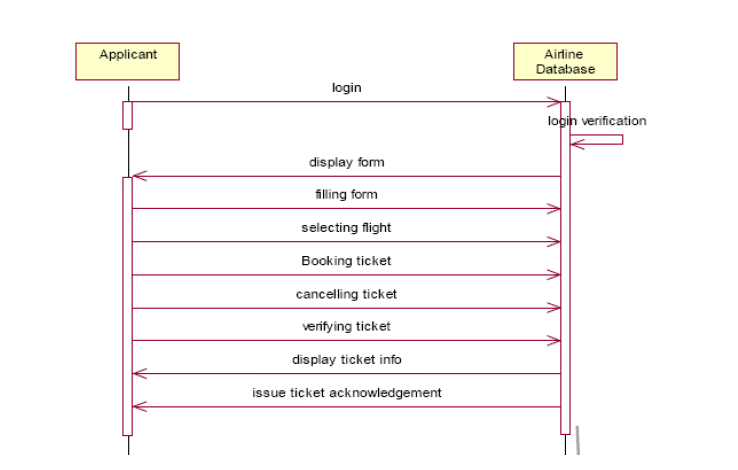 Applicant
Airline
Database
login
login verification
display form
filling form
selecting flight
Booking ticket
cancelling ticket
verifying ticket
display ticket info
issue ticket acknowledgement